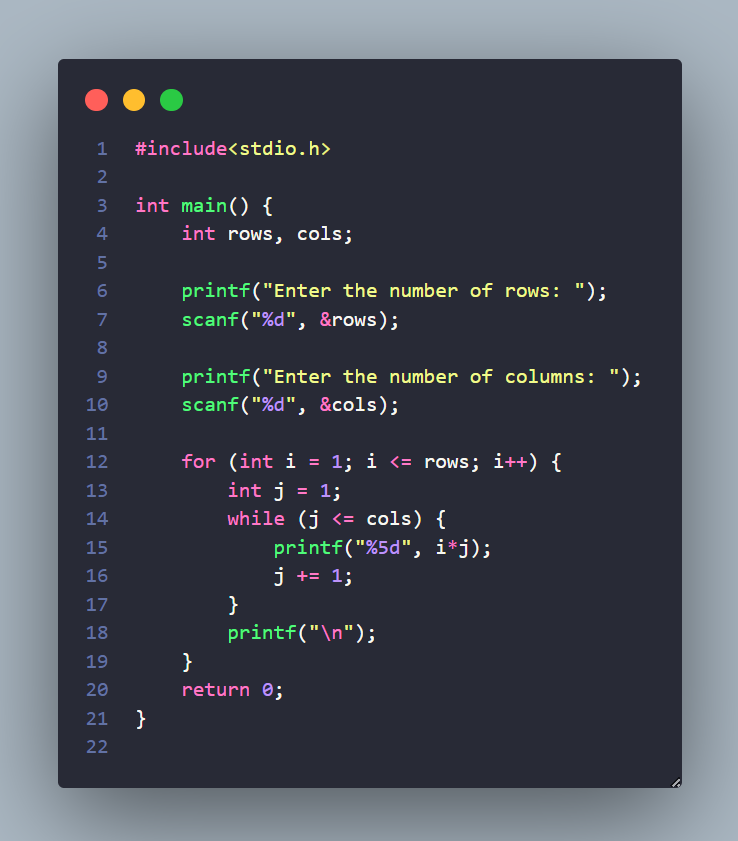 1 #include<stdio.h>
2
3 int main() {
4     int rows, cols;
5
6     printf("Enter the number of rows: ");
7     scanf("%d", &rows);
8
9     printf("Enter the number of columns: ");
10     scanf("%d", &cols);
11
12     for (int i = 1; i <= rows; i++) {
13         int j = 1;
14         while (j <= cols) {
15             printf("%5d", i*j);
16             j += 1;
17         }
18         printf("\n");
19     }
20     return 0;
21 }
22